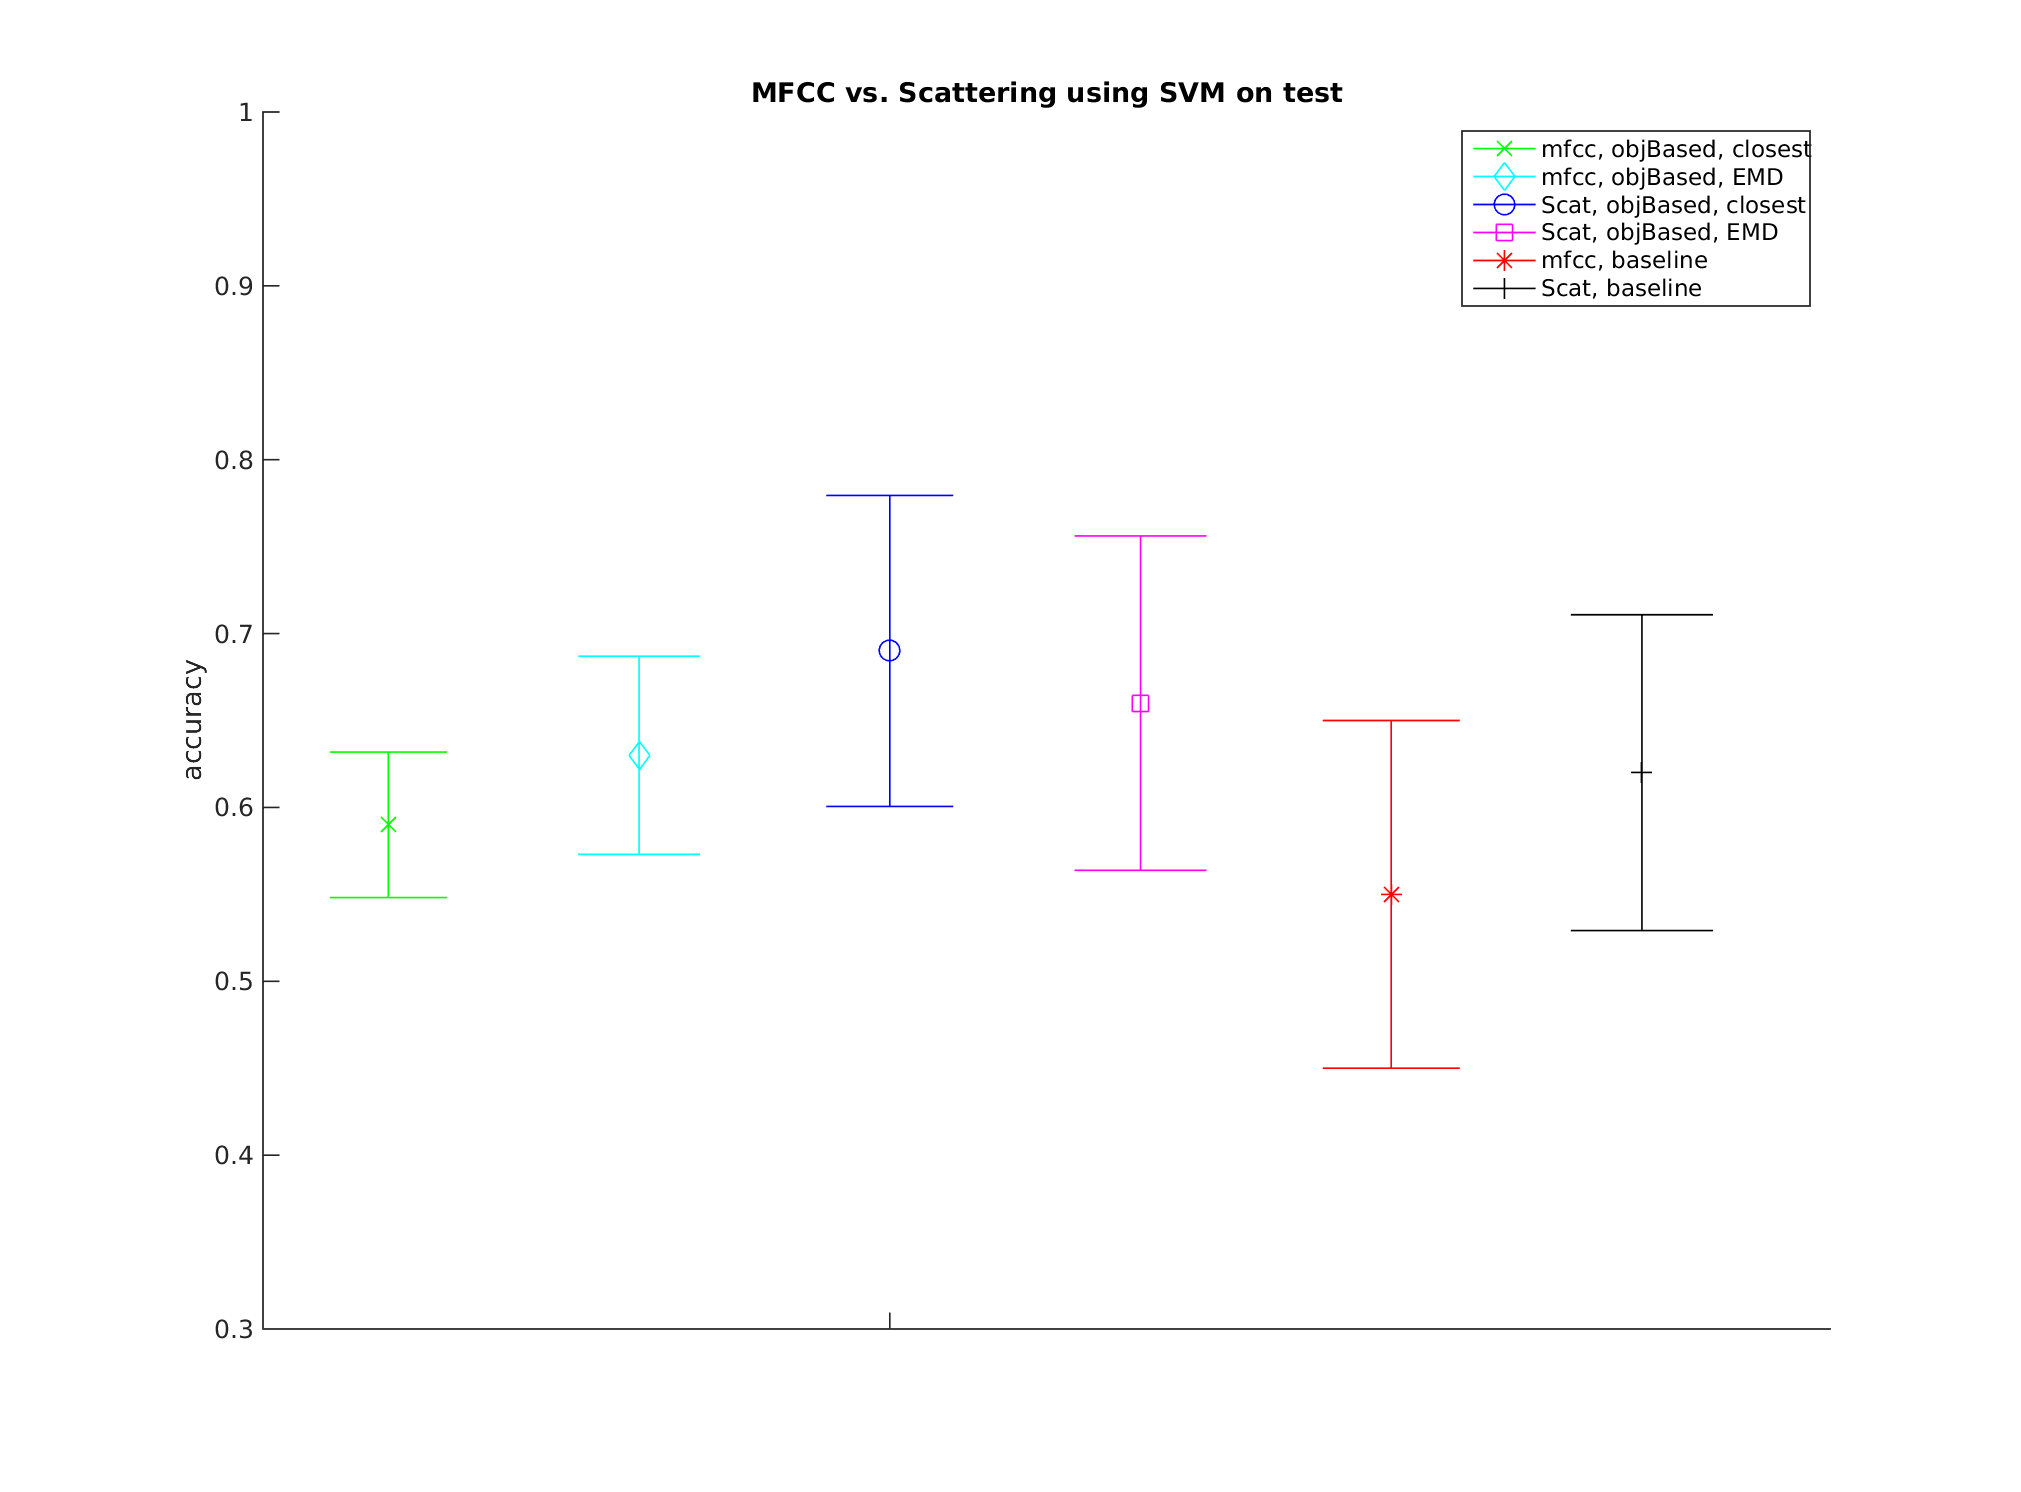 MFCC vs. Scattering using SVM on test
1
0.9
0.8
0.7
0.6
0.5
0.4
0.3
accuracy
mfcc, objBased, closest
mfcc, objBased, EMD
Scat, objBased, closest
Scat, objBased, EMD
mfcc, baseline
Scat, baseline